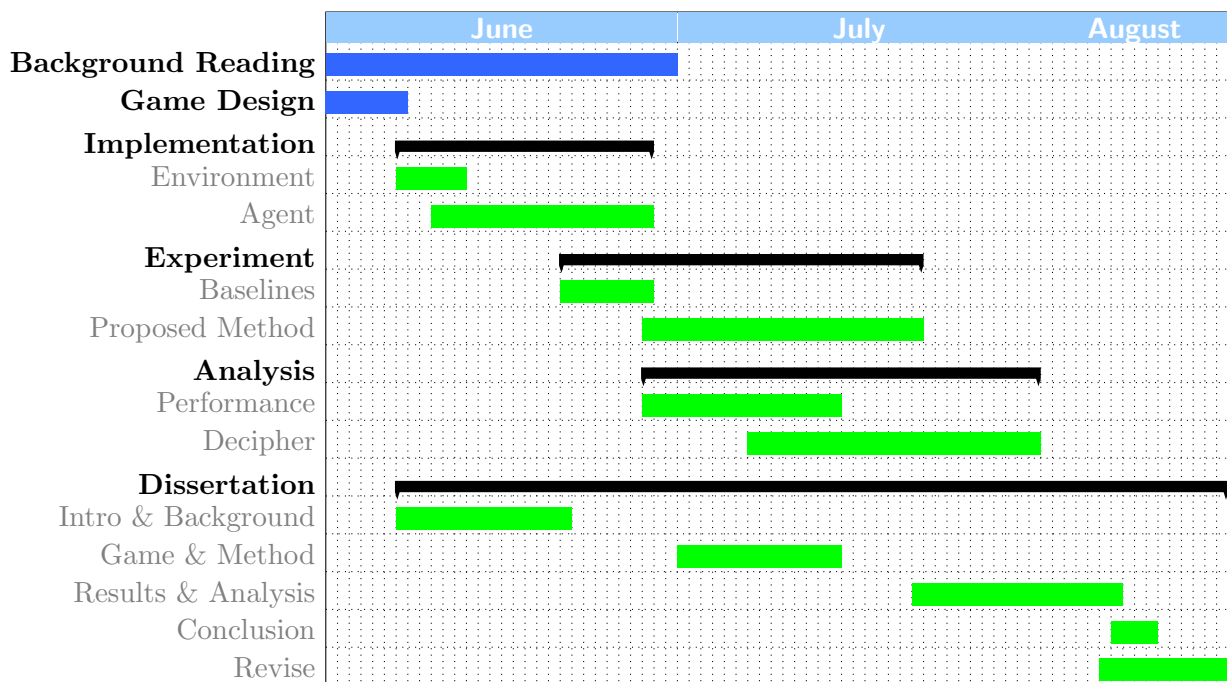 June July August
Background Reading
Game Design
Implementation
Environment
Agent
Experiment
Baselines
Proposed Method
Analysis
Performance
Decipher
Dissertation
Intro & Background
Game & Method
Results & Analysis
Conclusion
Revise